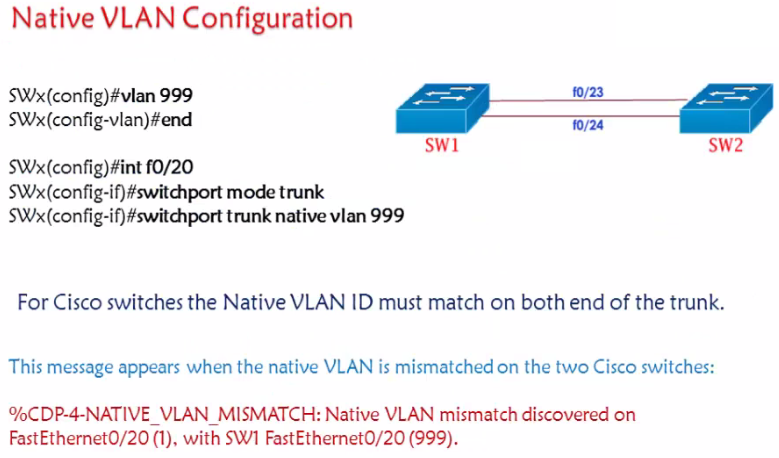 Native VLAN Configuration
SWx(config)#vlan 999
SWx(config-vlan)#end
SWx(config)#int f0/20
SWx(config-if)#switchport mode trunk
SWx(config-if)#switchport trunk native vlan 999
f0/23
f0/24
SW1
SW2
For Cisco switches the Native VLAN ID must match on both end of the trunk.
This message appears when the native VLAN is mismatched on the two Cisco switches:
%CDP-4-NATIVE_VLAN_MISMATCH: Native VLAN mismatch discovered on
FastEthernet0/20 (1), with SW1 FastEthernet0/20 (999).